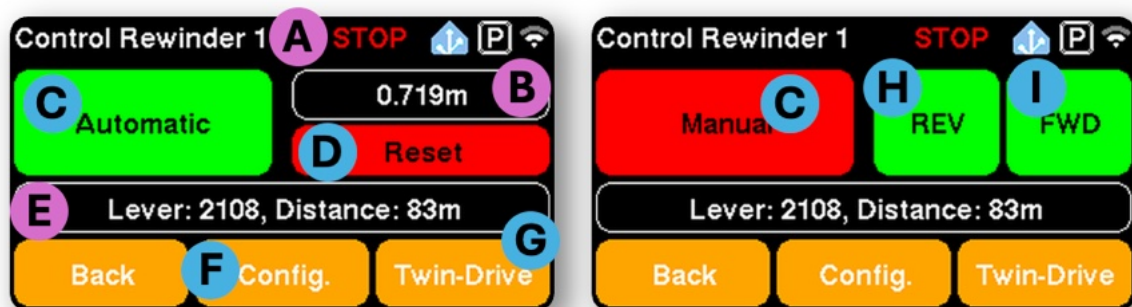 Control Rewinder 1 A STOP P
C Automatic
0.719m B
D Reset
E Lever: 2108, Distance: 83m
G
Back F Config. Twin-Drive
Control Rewinder 1 STOP P
Manual C
H REV
I FWD
Lever: 2108, Distance: 83m
Back Config. Twin-Drive